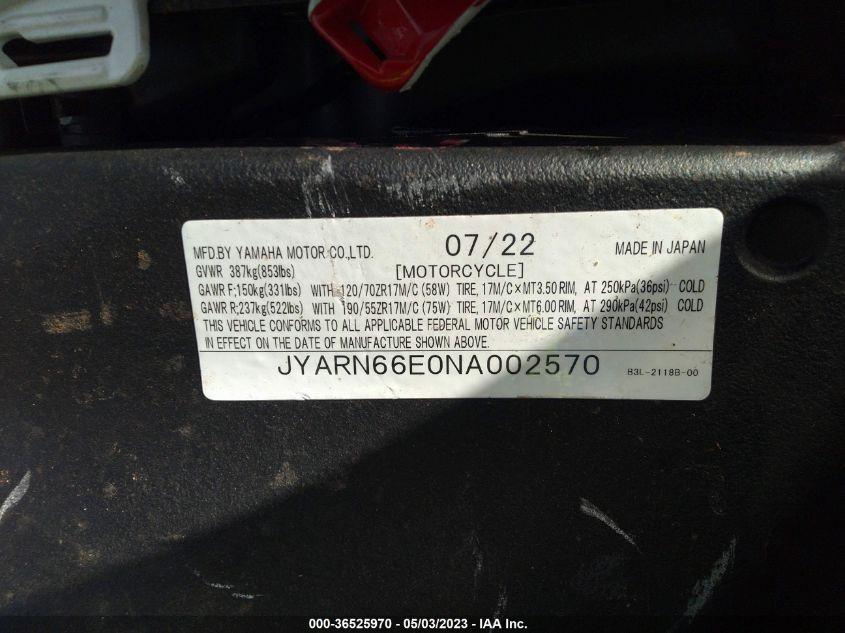 MFD.BY YAMAHA MOTOR CO.,LTD. 07/22 MADE IN JAPAN
GVWR 387kg(853lbs) [MOTORCYCLE]
GAWR F;150kg(331lbs) WITH 120/70ZR17M/C (58W) TIRE, 17M/C×MT3.50 RIM, AT 250kPa(36psi) COLD
GAWR R;237kg(522lbs) WITH 190/55ZR17M/C (75W) TIRE, 17M/C×MT6.00 RIM, AT 290kPa(42psi) COLD
THIS VEHICLE CONFORMS TO ALL APPLICABLE FEDERAL MOTOR VEHICLE SAFETY STANDARDS
IN EFFECT ON THE DATE OF MANUFACTURE SHOWN ABOVE.
JYARN66E0NA002570 B3L-2118B-00
000-36525970 - 05/03/2023 - IAA Inc.